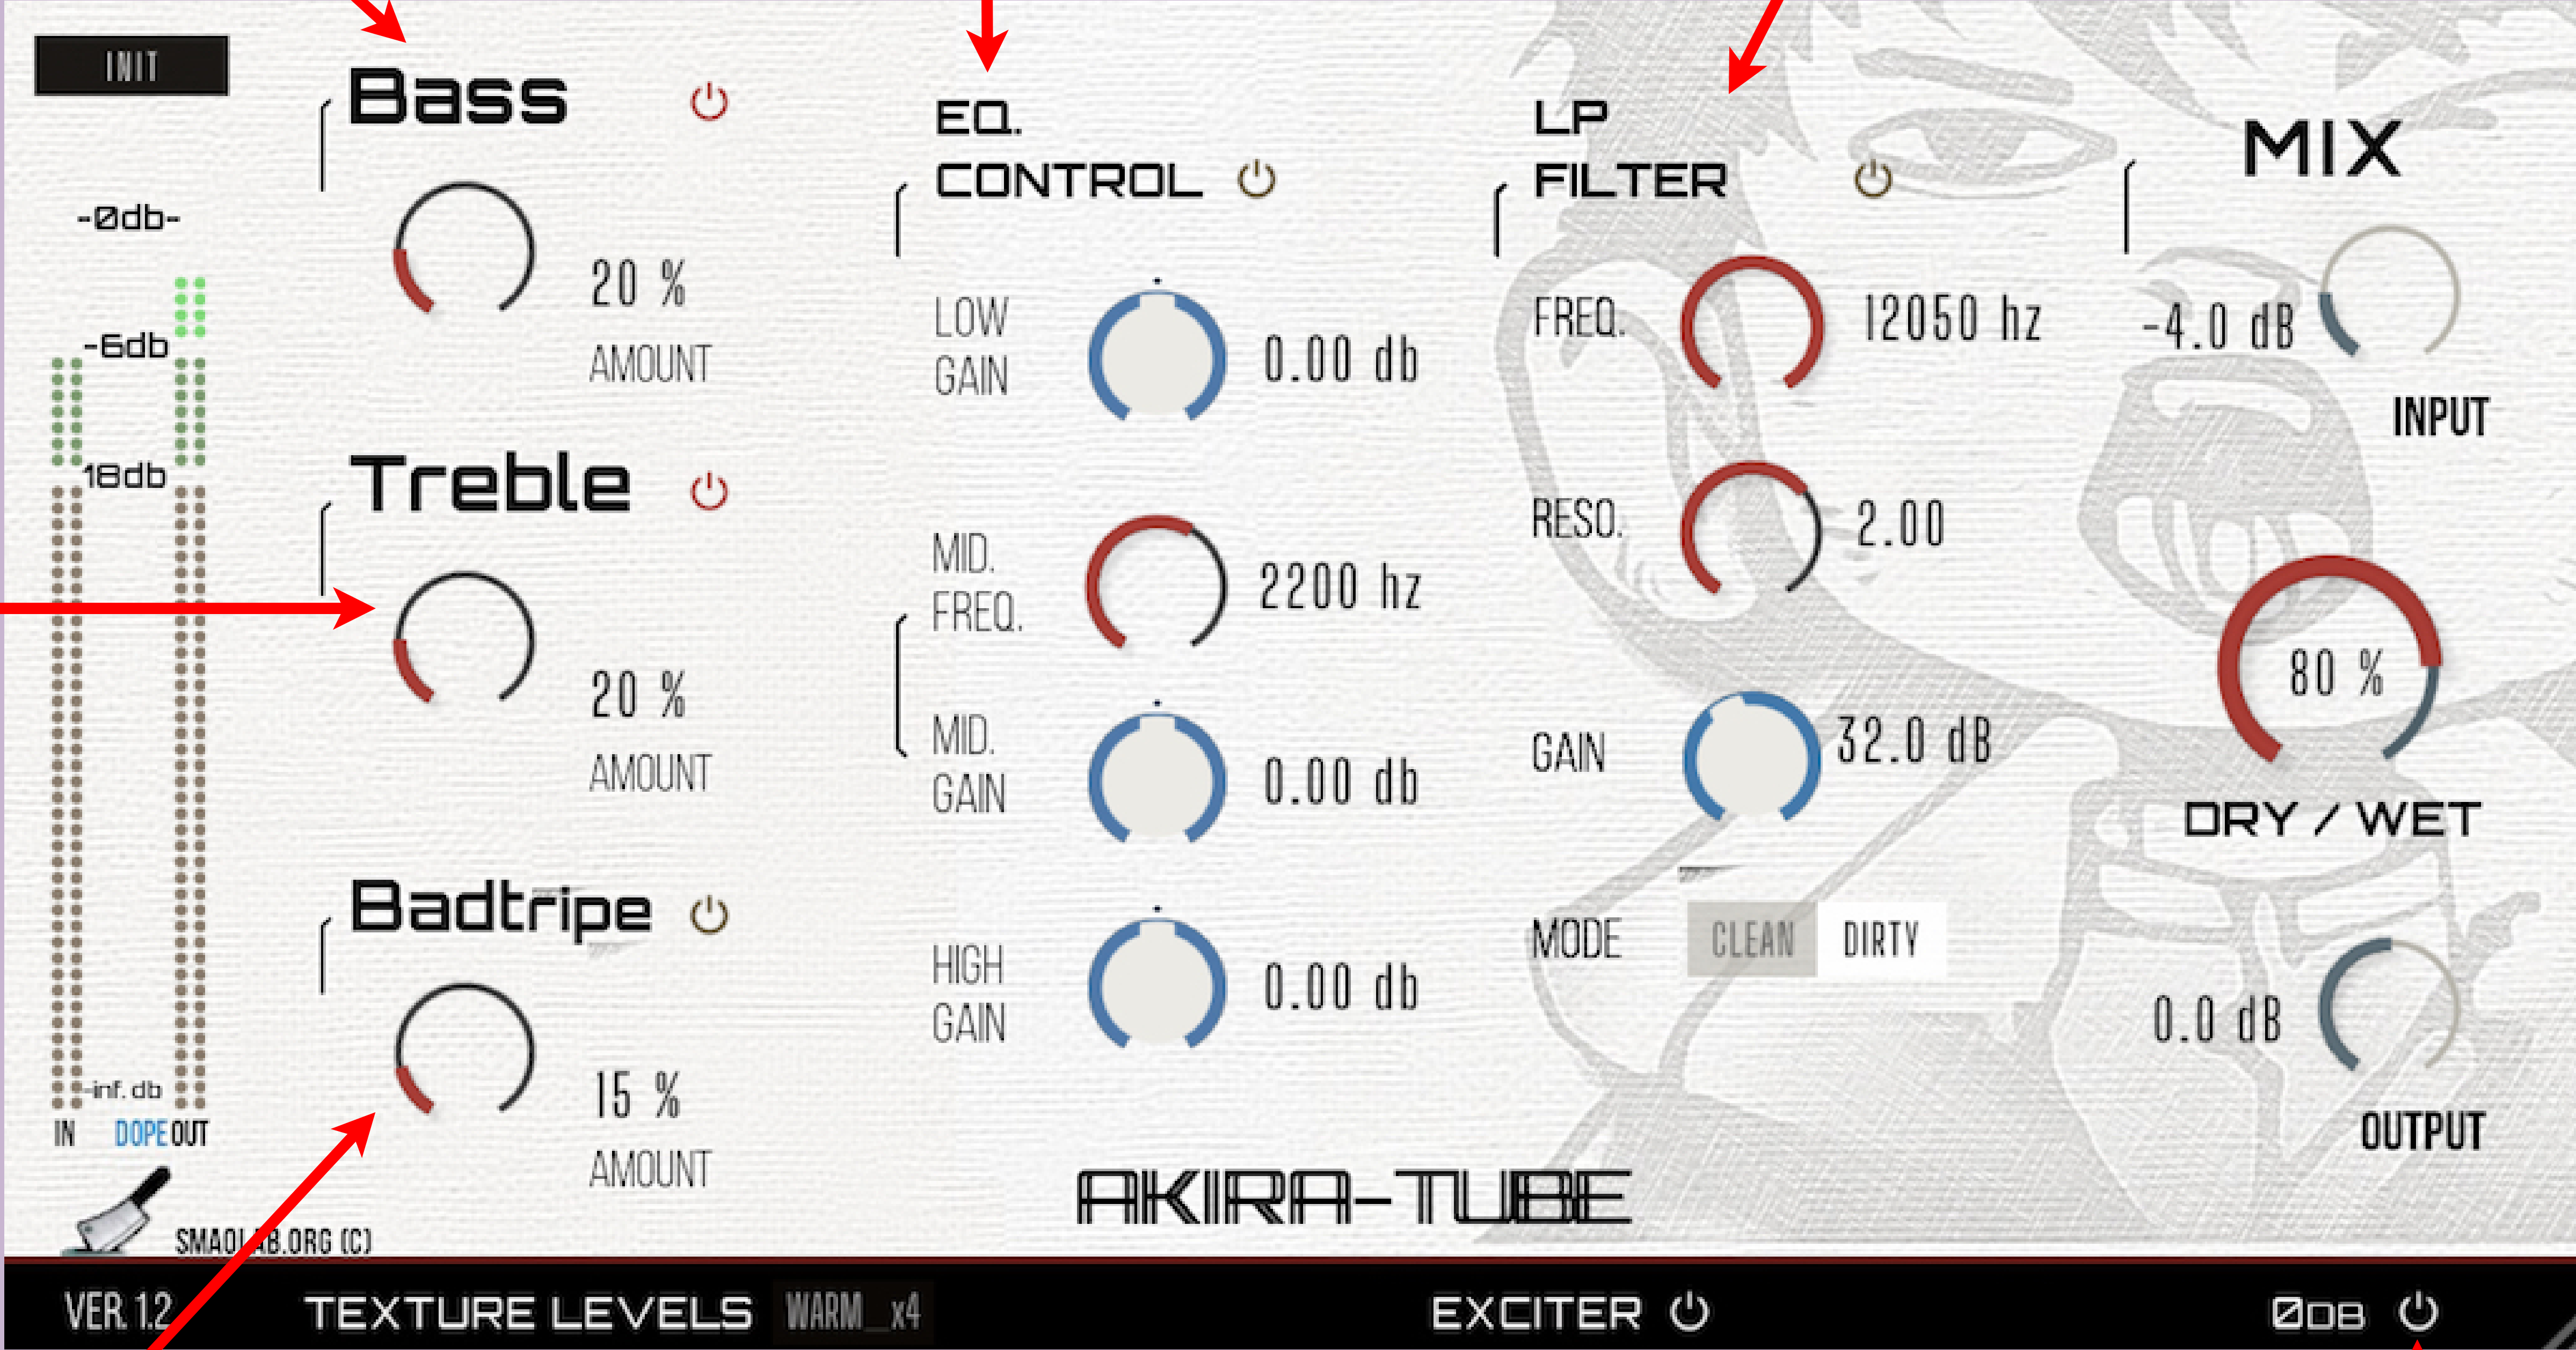 INIT
-0db-
-6db
18db
-inf. db
IN
DOPE
OUT
SMAOLAB.ORG (C)
Bass
20 %
AMOUNT
Treble
20 %
AMOUNT
Badtripe
15 %
AMOUNT
EQ.
CONTROL
LOW
GAIN
0.00 db
MID.
FREQ.
2200 hz
MID.
GAIN
0.00 db
HIGH
GAIN
0.00 db
LP
FILTER
FREQ.
12050 hz
RESO.
2.00
GAIN
32.0 dB
MODE
CLEAN
DIRTY
MIX
-4.0 dB
INPUT
80 %
DRY / WET
0.0 dB
OUTPUT
AKIRA-TUBE
VER. 1.2
TEXTURE LEVELS
WARM_x4
EXCITER
0DB